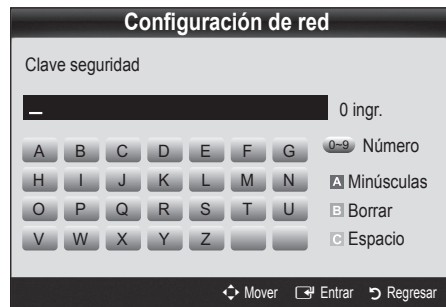 Configuración de red
Clave seguridad
_ 0 ingr.
A B C D E F G 0~9 Número
H I J K L M N A Minúsculas
O P Q R S T U B Borrar
V W X Y Z C Espacio
Mover Entrar Regresar